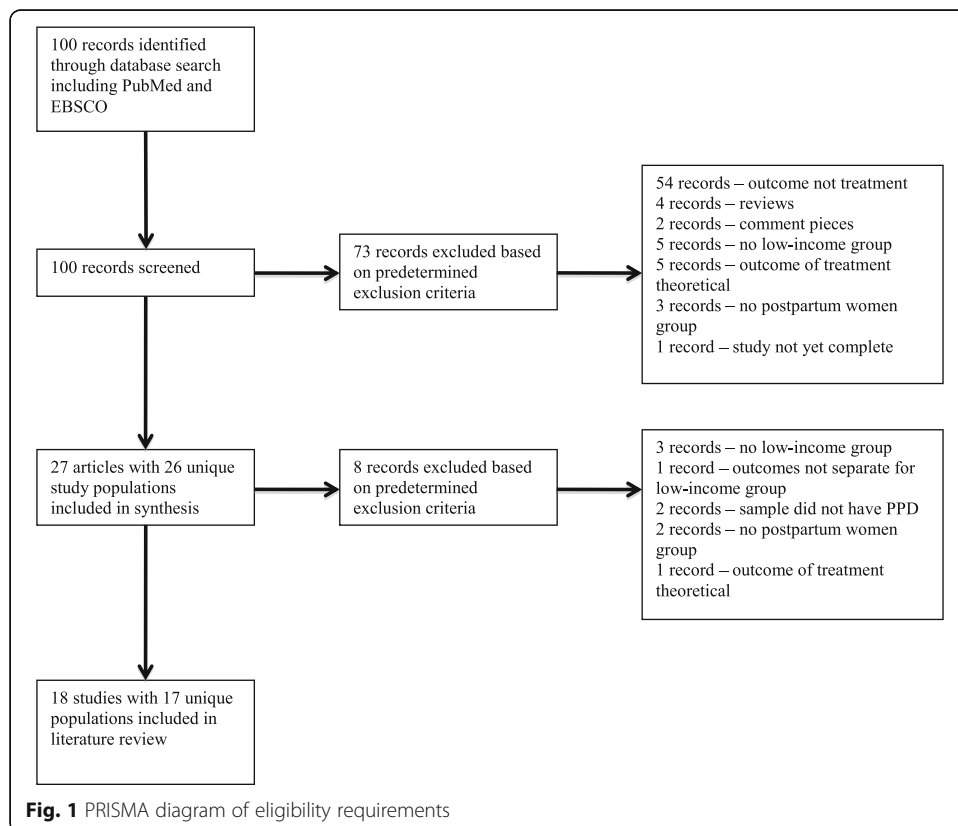 100 records identified
through database search
including PubMed and
EBSCO
100 records screened
73 records excluded based
on predetermined
exclusion criteria
54 records – outcome not treatment
4 records – reviews
2 records – comment pieces
5 records – no low-income group
5 records – outcome of treatment
theoretical
3 records – no postpartum women
group
1 record – study not yet complete
27 articles with 26 unique
study populations
included in synthesis
8 records excluded based
on predetermined
exclusion criteria
3 records – no low-income group
1 record – outcomes not separate for
low-income group
2 records – sample did not have PPD
2 records – no postpartum women
group
1 record – outcome of treatment
theoretical
18 studies with 17 unique
populations included in
literature review
Fig. 1 PRISMA diagram of eligibility requirements